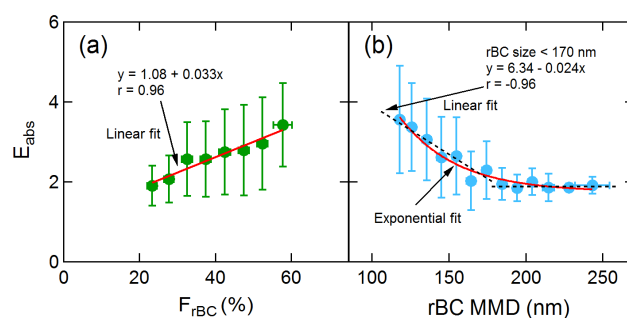 6
4
2
0
E_abs
(a)
y = 1.08 + 0.033x
r = 0.96
Linear fit
0
20
40
60
F_rBC (%)
(b)
rBC size < 170 nm
y = 6.34 - 0.024x
r = -0.96
Linear fit
Exponential fit
100
150
200
250
rBC MMD (nm)